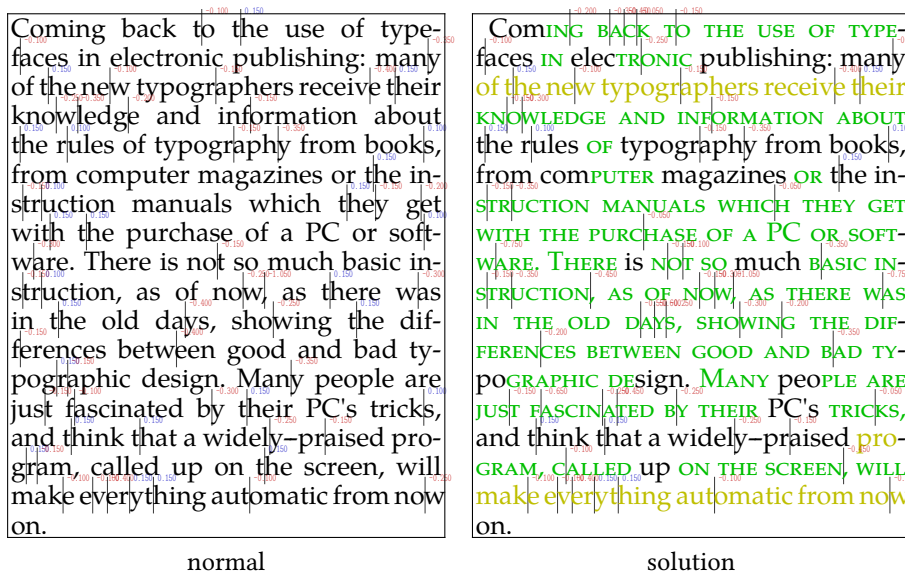 Coming back to the use of type-
faces in electronic publishing: many
of the new typographers receive their
knowledge and information about
the rules of typography from books,
from computer magazines or the in-
struction manuals which they get
with the purchase of a PC or soft-
ware. There is not so much basic in-
struction, as of now, as there was
in the old days, showing the dif-
ferences between good and bad ty-
pographic design. Many people are
just fascinated by their PC's tricks,
and think that a widely–praised pro-
gram, called up on the screen, will
make everything automatic from now
on.
normal
Coming back to the use of type-
faces in electronic publishing: many
of the new typographers receive their
knowledge and information about
the rules of typography from books,
from computer magazines or the in-
struction manuals which they get
with the purchase of a PC or soft-
ware. There is not so much basic in-
struction, as of now, as there was
in the old days, showing the dif-
ferences between good and bad ty-
pographic design. Many people are
just fascinated by their PC's tricks,
and think that a widely–praised pro-
gram, called up on the screen, will
make everything automatic from now
on.
solution